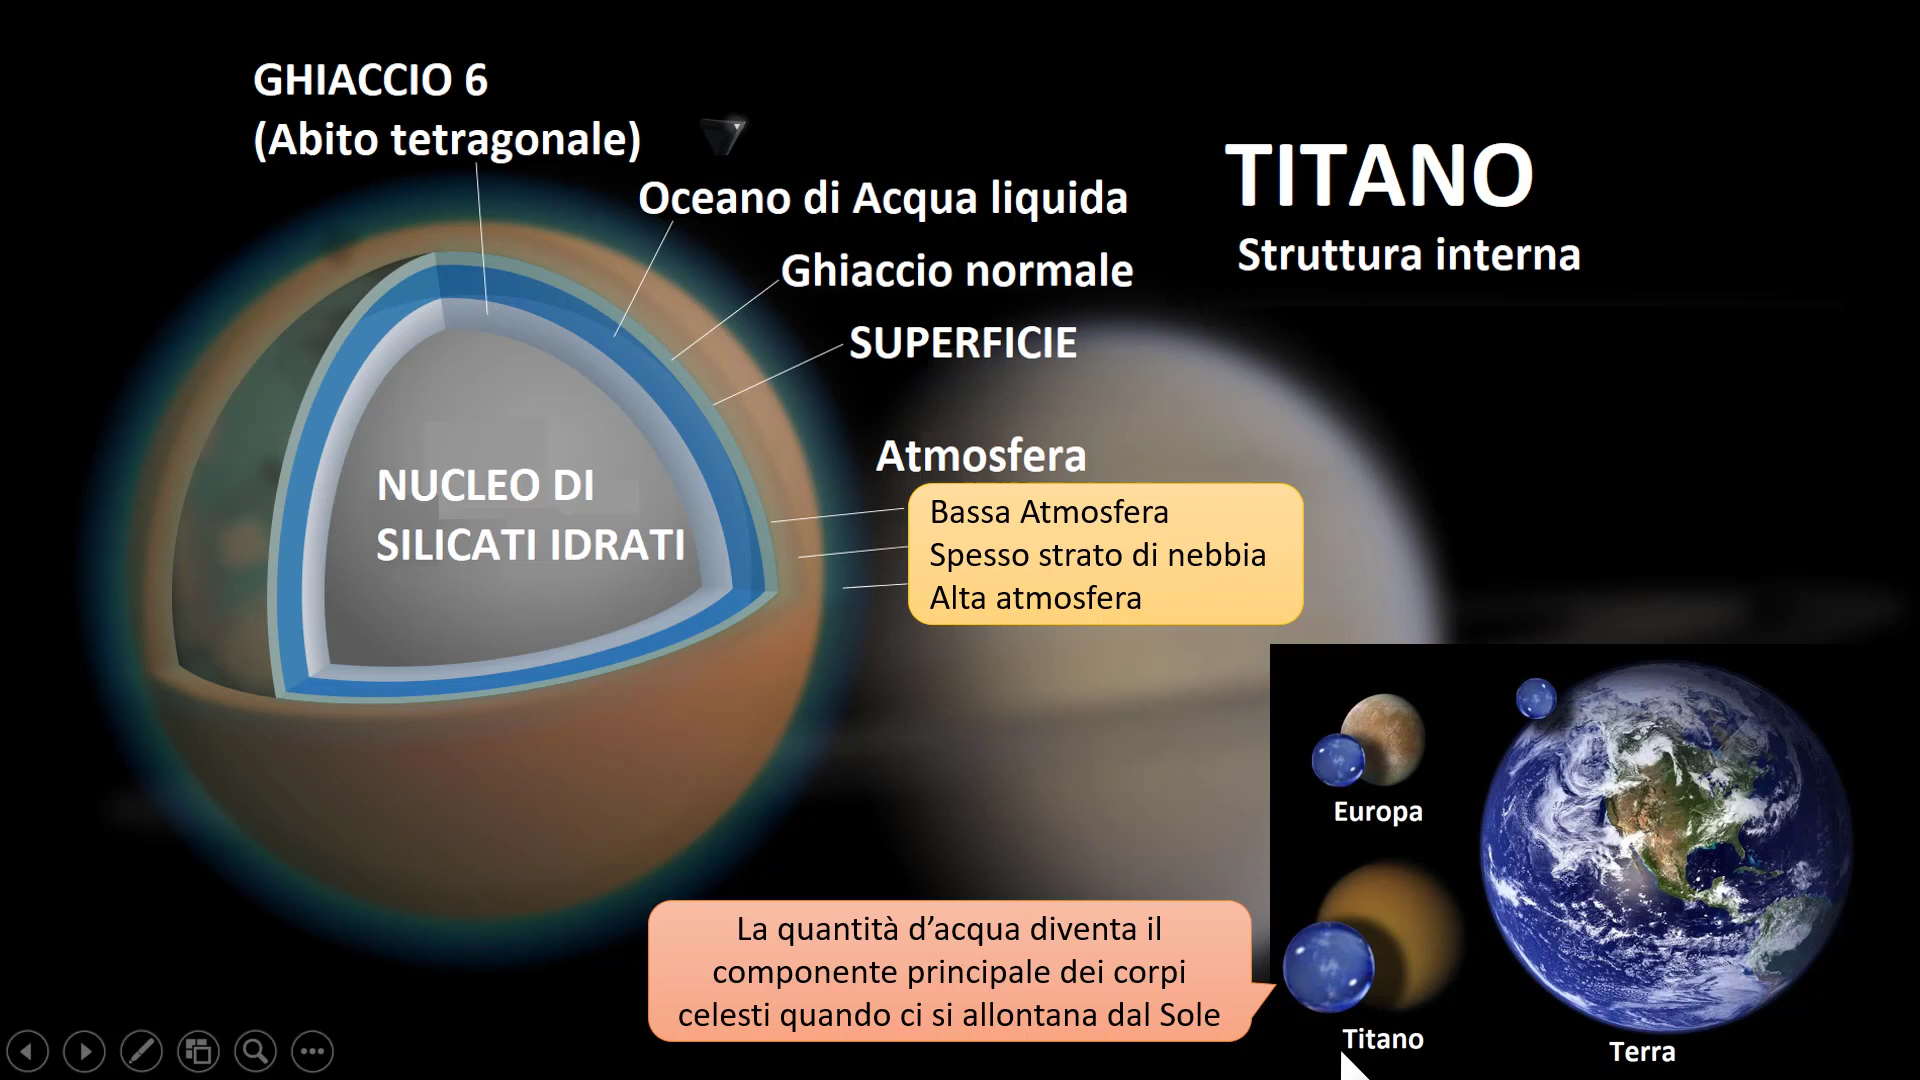 GHIACCIO 6
(Abito tetragonale)
Oceano di Acqua liquida
Ghiaccio normale
SUPERFICIE
TITANO
Struttura interna
NUCLEO DI
SILICATI IDRATI
Atmosfera
Bassa Atmosfera
Spesso strato di nebbia
Alta atmosfera
La quantità d’acqua diventa il
componente principale dei corpi
celesti quando ci si allontana dal Sole
Europa
Titano
Terra